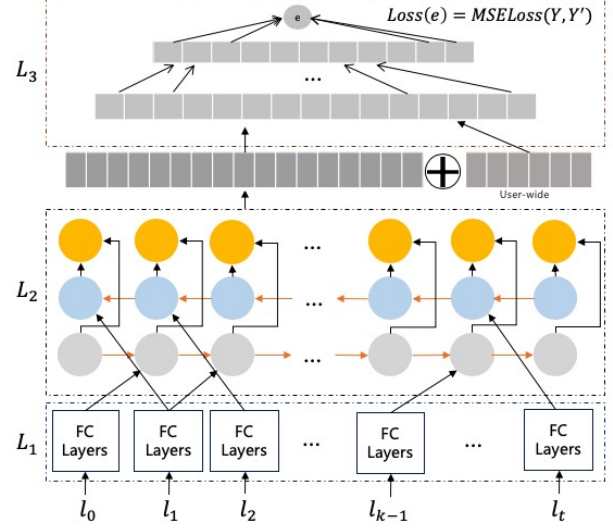 e
Loss(e) = MSELoss(Y,Y')
L₃
...
User-wide
...
L₂
...
...
L₁
FC Layers
FC Layers
FC Layers
...
FC Layers
...
FC Layers
l₀
l₁
l₂
...
lₖ₋₁
...
lₜ